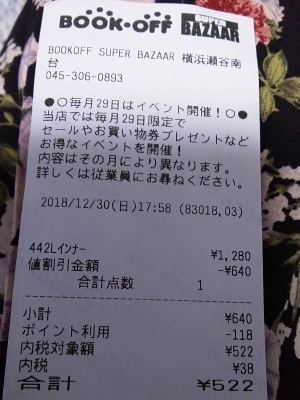 BOOK・OFF SUPER BAZAAR
BOOKOFF SUPER BAZAAR 横浜瀬谷南
台
045-306-0893
●○毎月29日はイベント開催！○●
当店では毎月29日限定で
セールやお買い物券プレゼントなど
お得なイベントを開催！
内容はその月により異なります。
詳しくは従業員にお尋ねください。
2018/12/30(日)17:58 (83018,03)
442Lインナー ¥1,280
値割引金額 -¥640
合計点数 1
小計 ¥640
ポイント利用 -118
内税対象額 ¥522
内税 ¥38
合計 ¥522